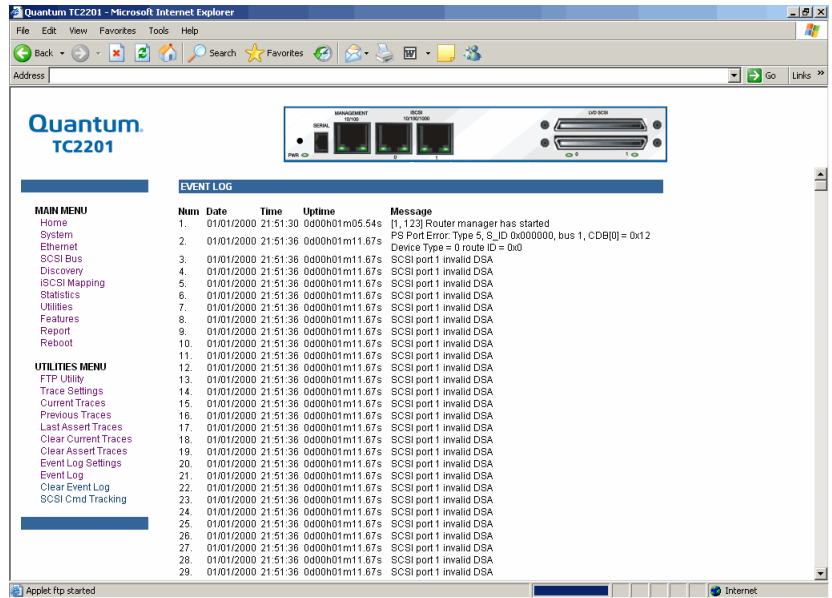 Quantum TC2201 - Microsoft Internet Explorer
File Edit View Favorites Tools Help
Back Search Favorites
Address Go Links
Quantum.
TC2201
MANAGEMENT
10/100
iSCSI
10/100/1000
LVD SCSI
SERIAL
PWR 0 1 0 1
EVENT LOG
MAIN MENU
Home
System
Ethernet
SCSI Bus
Discovery
iSCSI Mapping
Statistics
Utilities
Features
Report
Reboot
UTILITIES MENU
FTP Utility
Trace Settings
Current Traces
Previous Traces
Last Assert Traces
Clear Current Traces
Clear Assert Traces
Event Log Settings
Event Log
Clear Event Log
SCSI Cmd Tracking
Num Date Time Uptime Message
1. 01/01/2000 21:51:30 0d00h01m05.54s [1, 123] Router manager has started
2. 01/01/2000 21:51:36 0d00h01m11.67s PS Port Error: Type 5, S_ID 0x000000, bus 1, CDB[0] = 0x12
Device Type = 0 route ID = 0x0
3. 01/01/2000 21:51:36 0d00h01m11.67s SCSI port 1 invalid DSA
4. 01/01/2000 21:51:36 0d00h01m11.67s SCSI port 1 invalid DSA
5. 01/01/2000 21:51:36 0d00h01m11.67s SCSI port 1 invalid DSA
6. 01/01/2000 21:51:36 0d00h01m11.67s SCSI port 1 invalid DSA
7. 01/01/2000 21:51:36 0d00h01m11.67s SCSI port 1 invalid DSA
8. 01/01/2000 21:51:36 0d00h01m11.67s SCSI port 1 invalid DSA
9. 01/01/2000 21:51:36 0d00h01m11.67s SCSI port 1 invalid DSA
10. 01/01/2000 21:51:36 0d00h01m11.67s SCSI port 1 invalid DSA
11. 01/01/2000 21:51:36 0d00h01m11.67s SCSI port 1 invalid DSA
12. 01/01/2000 21:51:36 0d00h01m11.67s SCSI port 1 invalid DSA
13. 01/01/2000 21:51:36 0d00h01m11.67s SCSI port 1 invalid DSA
14. 01/01/2000 21:51:36 0d00h01m11.67s SCSI port 1 invalid DSA
15. 01/01/2000 21:51:36 0d00h01m11.67s SCSI port 1 invalid DSA
16. 01/01/2000 21:51:36 0d00h01m11.67s SCSI port 1 invalid DSA
17. 01/01/2000 21:51:36 0d00h01m11.67s SCSI port 1 invalid DSA
18. 01/01/2000 21:51:36 0d00h01m11.67s SCSI port 1 invalid DSA
19. 01/01/2000 21:51:36 0d00h01m11.67s SCSI port 1 invalid DSA
20. 01/01/2000 21:51:36 0d00h01m11.67s SCSI port 1 invalid DSA
21. 01/01/2000 21:51:36 0d00h01m11.67s SCSI port 1 invalid DSA
22. 01/01/2000 21:51:36 0d00h01m11.67s SCSI port 1 invalid DSA
23. 01/01/2000 21:51:36 0d00h01m11.67s SCSI port 1 invalid DSA
24. 01/01/2000 21:51:36 0d00h01m11.67s SCSI port 1 invalid DSA
25. 01/01/2000 21:51:36 0d00h01m11.67s SCSI port 1 invalid DSA
26. 01/01/2000 21:51:36 0d00h01m11.67s SCSI port 1 invalid DSA
27. 01/01/2000 21:51:36 0d00h01m11.67s SCSI port 1 invalid DSA
28. 01/01/2000 21:51:36 0d00h01m11.67s SCSI port 1 invalid DSA
29. 01/01/2000 21:51:36 0d00h01m11.67s SCSI port 1 invalid DSA
Applet ftp started Internet